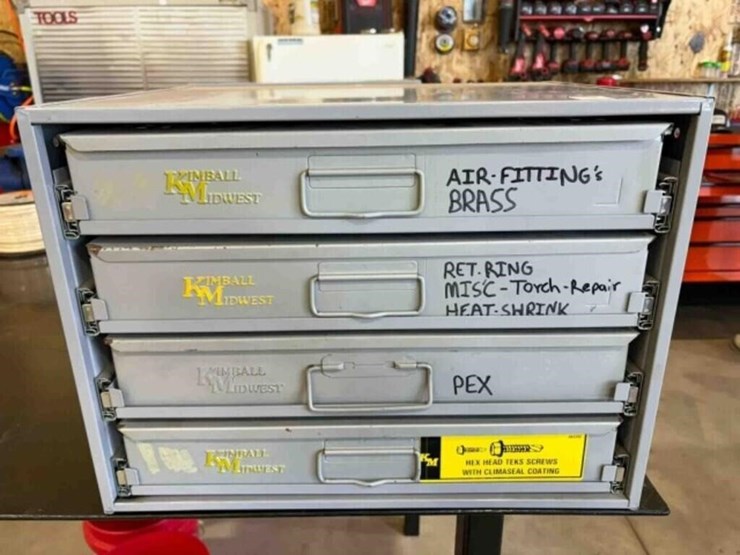 TOOLS
KIMBALL
MIDWEST
AIR-FITTING's
BRASS
KIMBALL
MIDWEST
RET. RING
MISC - Torch - Repair
HEAT-SHRINK
KIMBALL
MIDWEST
PEX
KIMBALL
MIDWEST
KM
HEX HEAD TEKS SCREWS
WITH CLIMASEAL COATING